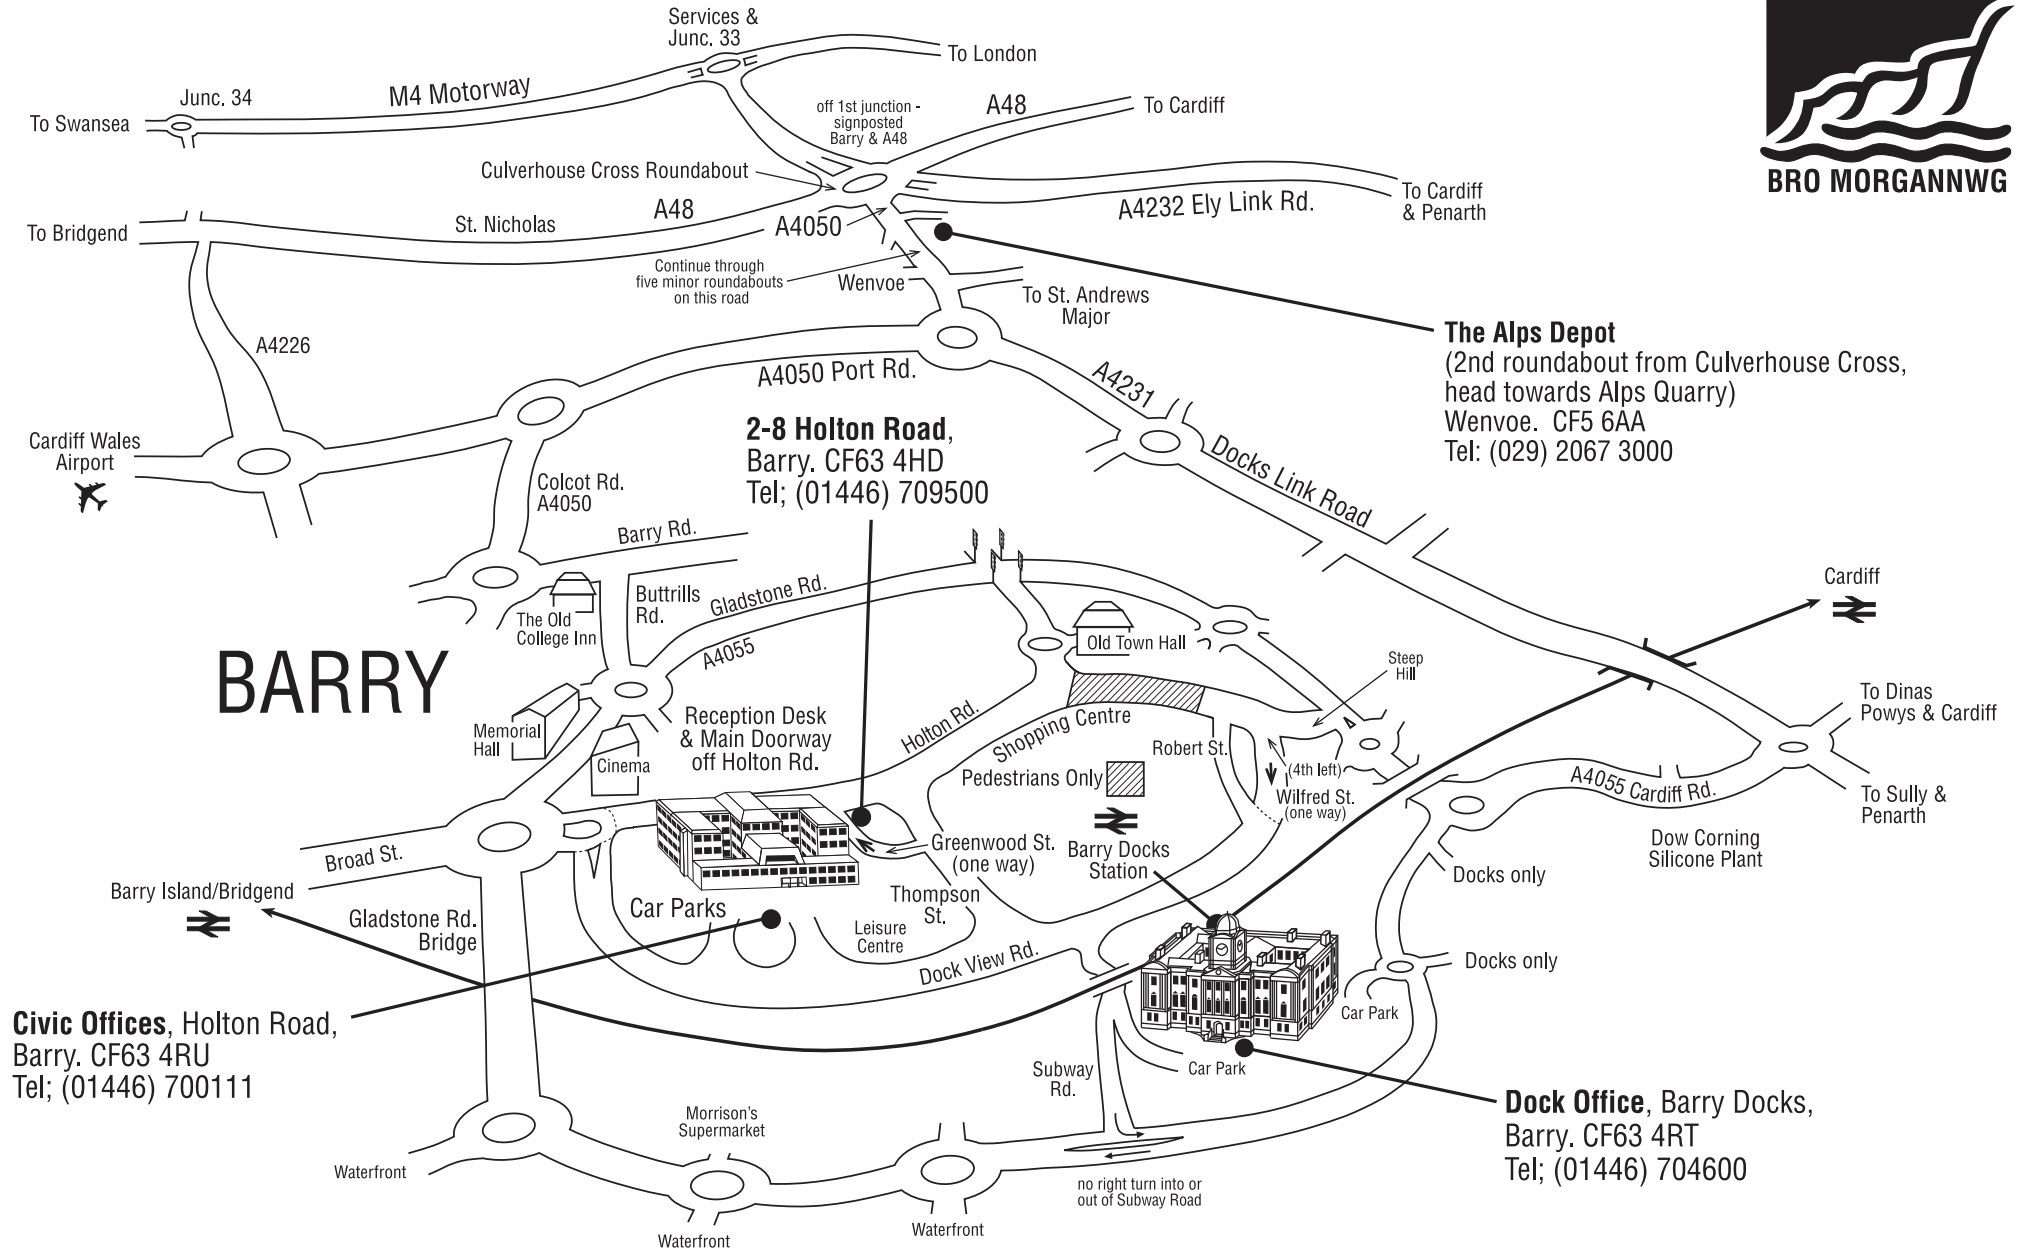 Services &
Junc. 33
To London
M4 Motorway
Junc. 34
To Swansea
off 1st junction -
signposted
Barry & A48
A48
To Cardiff
BRO MORGANNWG
Culverhouse Cross Roundabout
To Cardiff
& Penarth
A4232 Ely Link Rd.
A48
St. Nicholas
To Bridgend
A4050
Continue through
five minor roundabouts
on this road
Wenvoe
To St. Andrews
Major
The Alps Depot
(2nd roundabout from Culverhouse Cross,
head towards Alps Quarry)
Wenvoe. CF5 6AA
Tel: (029) 2067 3000
A4226
A4050 Port Rd.
A4231
2-8 Holton Road,
Barry. CF63 4HD
Tel; (01446) 709500
Cardiff Wales
Airport
Colcot Rd.
A4050
Docks Link Road
Barry Rd.
Cardiff
Buttrills
Rd.
Gladstone Rd.
The Old
College Inn
Old Town Hall
A4055
BARRY
Steep
Hill
To Dinas
Powys & Cardiff
Memorial
Hall
Cinema
Reception Desk
& Main Doorway
off Holton Rd.
Holton Rd.
Shopping Centre
Robert St.
(4th left)
Pedestrians Only
Wilfred St.
(one way)
A4055 Cardiff Rd.
To Sully &
Penarth
Dow Corning
Silicone Plant
Greenwood St.
(one way)
Barry Docks
Station
Broad St.
Docks only
Barry Island/Bridgend
Gladstone Rd.
Bridge
Car Parks
Thompson
St.
Leisure
Centre
Dock View Rd.
Docks only
Car Park
Civic Offices, Holton Road,
Barry. CF63 4RU
Tel; (01446) 700111
Subway
Rd.
Car Park
Dock Office, Barry Docks,
Barry. CF63 4RT
Tel; (01446) 704600
Morrison's
Supermarket
Waterfront
no right turn into or
out of Subway Road
Waterfront
Waterfront